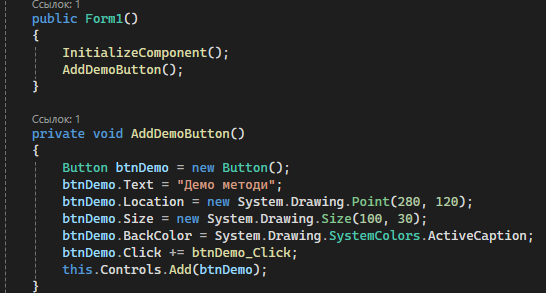 Ссылок: 1
public Form1()
{
InitializeComponent();
AddDemoButton();
}
Ссылок: 1
private void AddDemoButton()
{
Button btnDemo = new Button();
btnDemo.Text = "Демо методи";
btnDemo.Location = new System.Drawing.Point(280, 120);
btnDemo.Size = new System.Drawing.Size(100, 30);
btnDemo.BackColor = System.Drawing.SystemColors.ActiveCaption;
btnDemo.Click += btnDemo_Click;
this.Controls.Add(btnDemo);
}